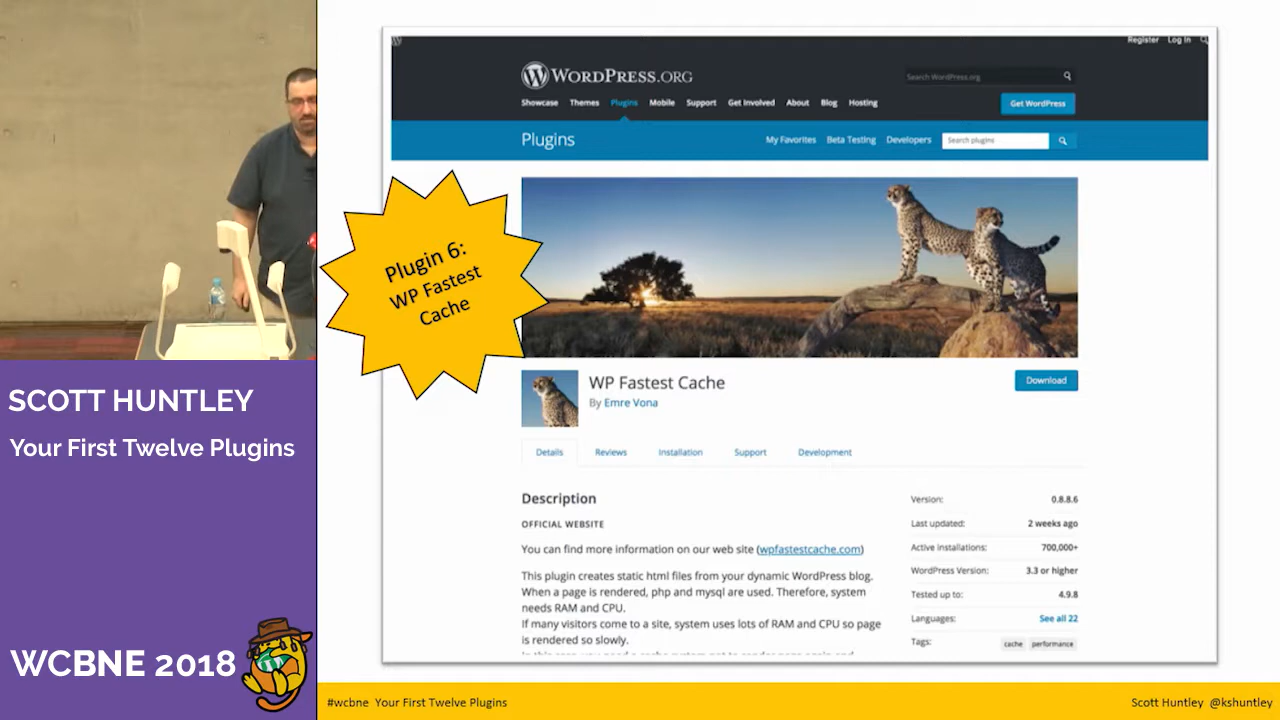 SCOTT HUNTLEY
Your First Twelve Plugins
WCBNE 2018
Register Log In
WORDPRESS.ORG
Search WordPress.org
Showcase Themes Plugins Mobile Support Get Involved About Blog Hosting
Get WordPress
Plugins
My Favorites Beta Testing Developers
Search plugins
Plugin 6:
WP Fastest
Cache
WP Fastest Cache
By Emre Vona
Download
Details Reviews Installation Support Development
Description
OFFICIAL WEBSITE
You can find more information on our web site (wpfastestcache.com)
This plugin creates static html files from your dynamic WordPress blog.
When a page is rendered, php and mysql are used. Therefore, system
needs RAM and CPU.
If many visitors come to a site, system uses lots of RAM and CPU so page
is rendered so slowly.
Version: 0.8.8.6
Last updated: 2 weeks ago
Active installations: 700,000+
WordPress Version: 3.3 or higher
Tested up to: 4.9.8
Languages: See all 22
Tags: cache performance
#wcbne Your First Twelve Plugins
Scott Huntley @kshuntley